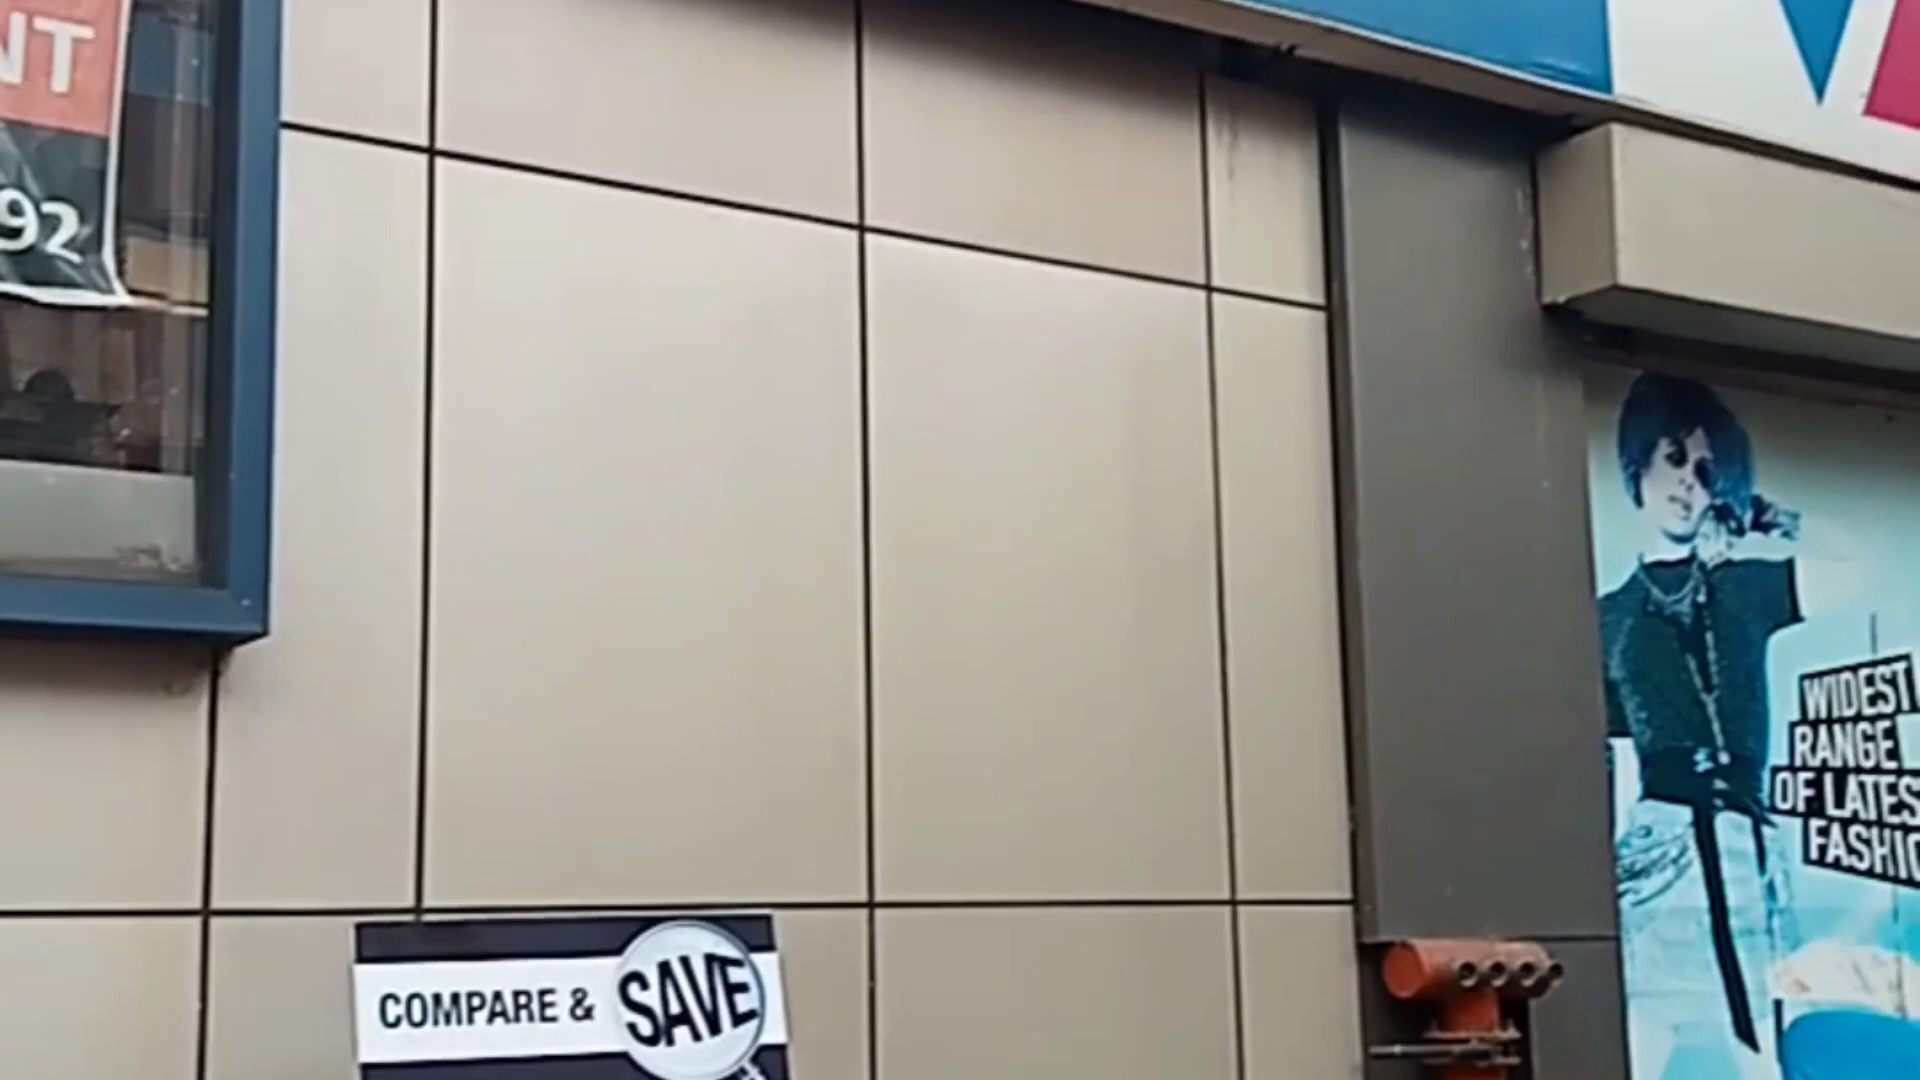 NT
92
COMPARE & SAVE
WIDEST
RANGE
OF LATES
FASHIO